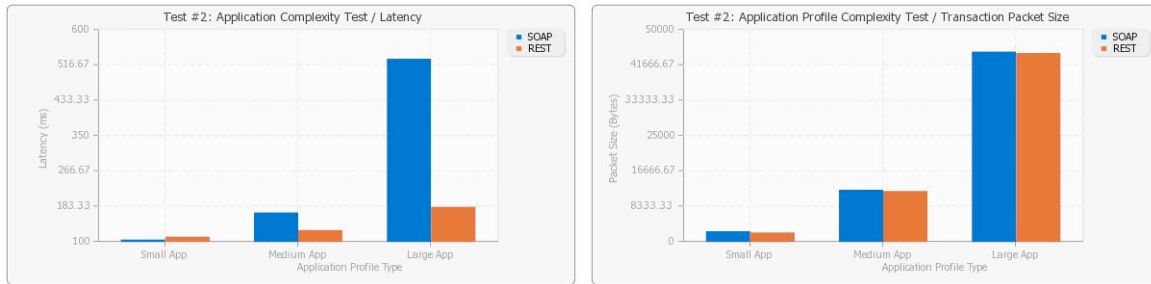 Test #2: Application Complexity Test / Latency
600
516.67
433.33
350
266.67
183.33
100
Latency (ms)
Small App
Medium App
Large App
Application Profile Type
SOAP
REST
Test #2: Application Profile Complexity Test / Transaction Packet Size
50000
41666.67
33333.33
25000
16666.67
8333.33
0
Packet Size (Bytes)
Small App
Medium App
Large App
Application Profile Type
SOAP
REST